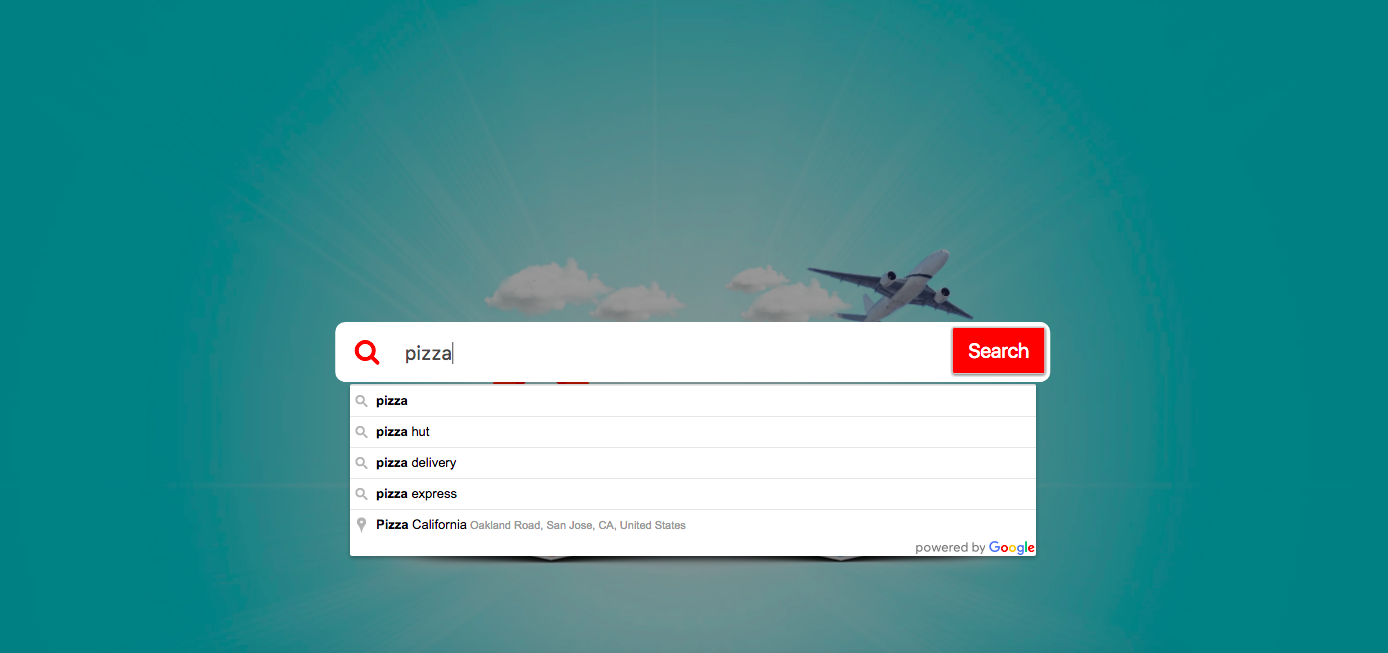 pizza
Search
pizza
pizza hut
pizza delivery
pizza express
Pizza California Oakland Road, San Jose, CA, United States
powered by Google